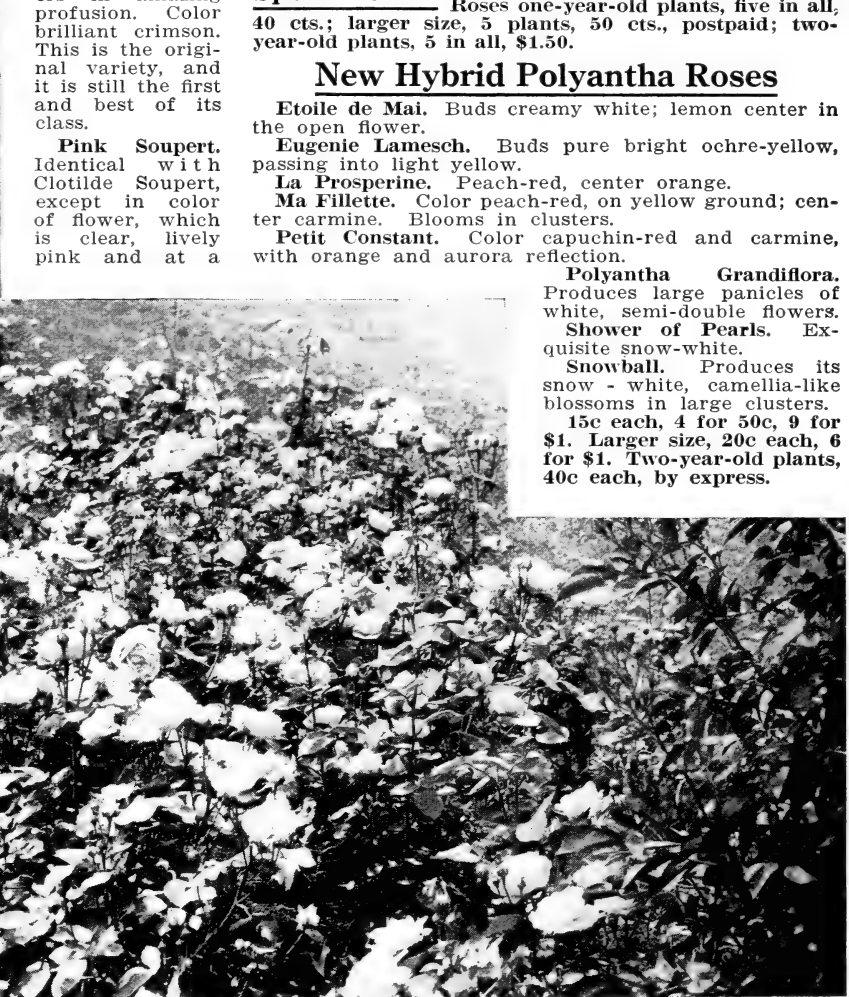 profusion. Color
brilliant crimson.
This is the origi-
nal variety, and
it is still the first
and best of its
class.
Pink Soupert.
Identical with
Clotilde Soupert,
except in color
of flower, which
is clear, lively
pink and at a
Roses one-year-old plants, five in all,
40 cts.; larger size, 5 plants, 50 cts., postpaid; two-
year-old plants, 5 in all, $1.50.
New Hybrid Polyantha Roses
Etoile de Mai. Buds creamy white; lemon center in
the open flower.
Eugenie Lamesch. Buds pure bright ochre-yellow,
passing into light yellow.
La Prosperine. Peach-red, center orange.
Ma Fillette. Color peach-red, on yellow ground; cen-
ter carmine. Blooms in clusters.
Petit Constant. Color capuchin-red and carmine,
with orange and aurora reflection.
Polyantha Grandiflora.
Produces large panicles of
white, semi-double flowers.
Shower of Pearls. Ex-
quisite snow-white.
Snowball. Produces its
snow - white, camellia-like
blossoms in large clusters.
15c each, 4 for 50c, 9 for
$1. Larger size, 20c each, 6
for $1. Two-year-old plants,
40c each, by express.